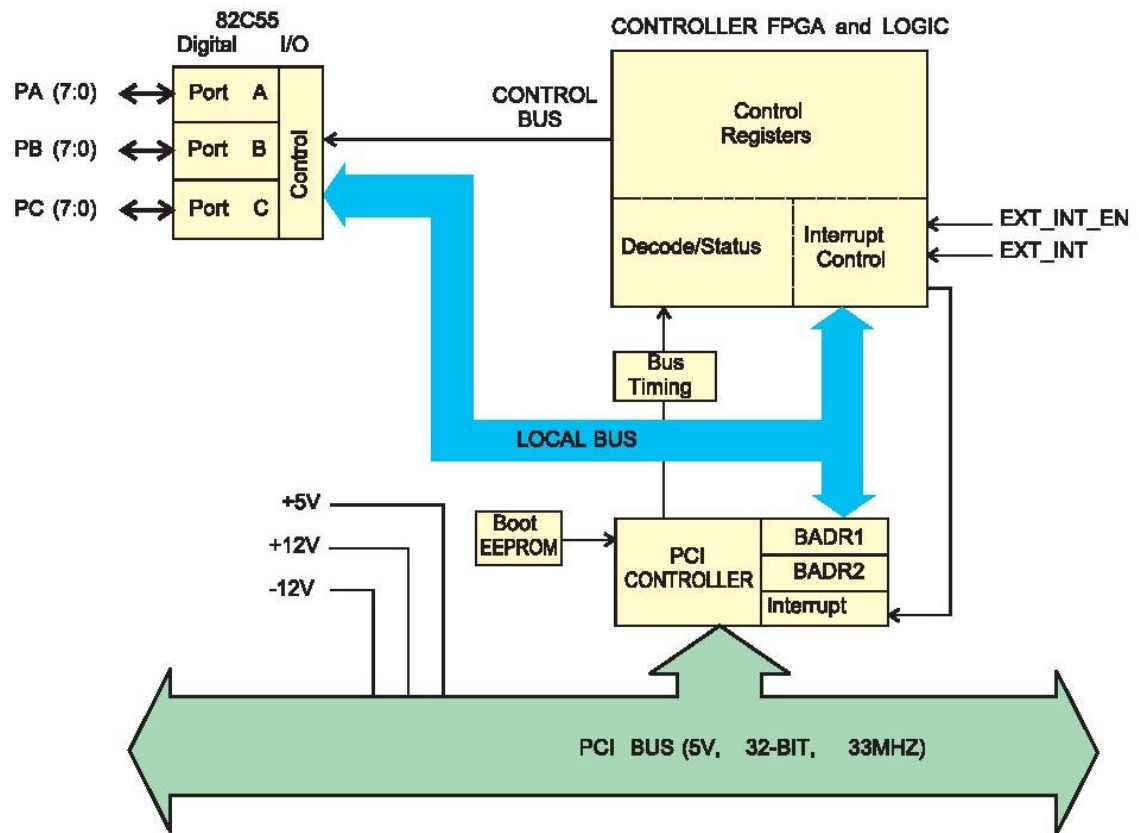 82C55
Digital I/O
CONTROLLER FPGA and LOGIC
PA (7:0)
Port A
PB (7:0)
Port B
PC (7:0)
Port C
Control
CONTROL
BUS
Control
Registers
Decode/Status
Interrupt
Control
EXT_INT_EN
EXT_INT
Bus
Timing
LOCAL BUS
+5V
+12V
-12V
Boot
EEPROM
PCI
CONTROLLER
BADR1
BADR2
Interrupt
PCI BUS (5V, 32-BIT, 33MHZ)